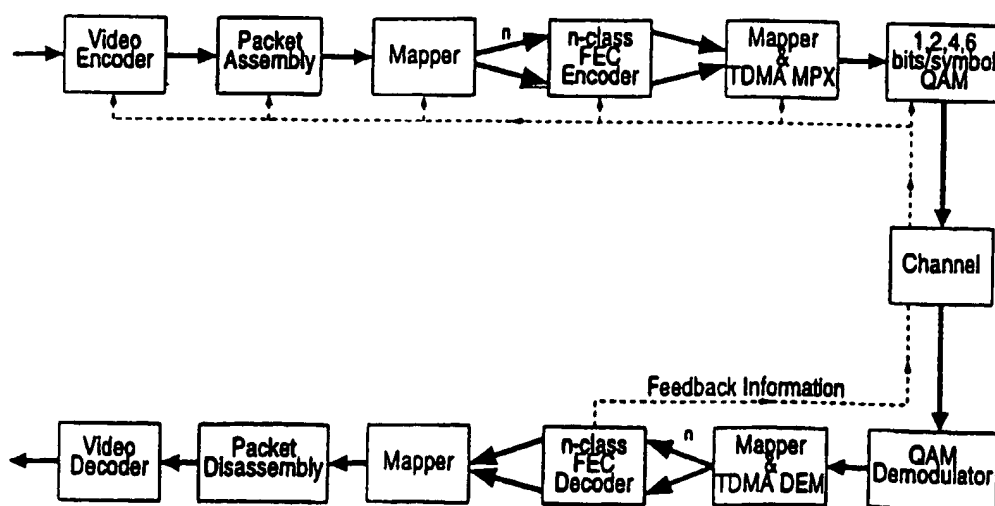 Video
Encoder
Packet
Assembly
Mapper
n
n-class
FEC
Encoder
Mapper
&
TDMA MPX
1,2,4,6
bits/symbol
QAM
Channel
Feedback Information
Video
Decoder
Packet
Disassembly
Mapper
n-class
FEC
Decoder
n
Mapper
&
TDMA DEM
QAM
Demodulator